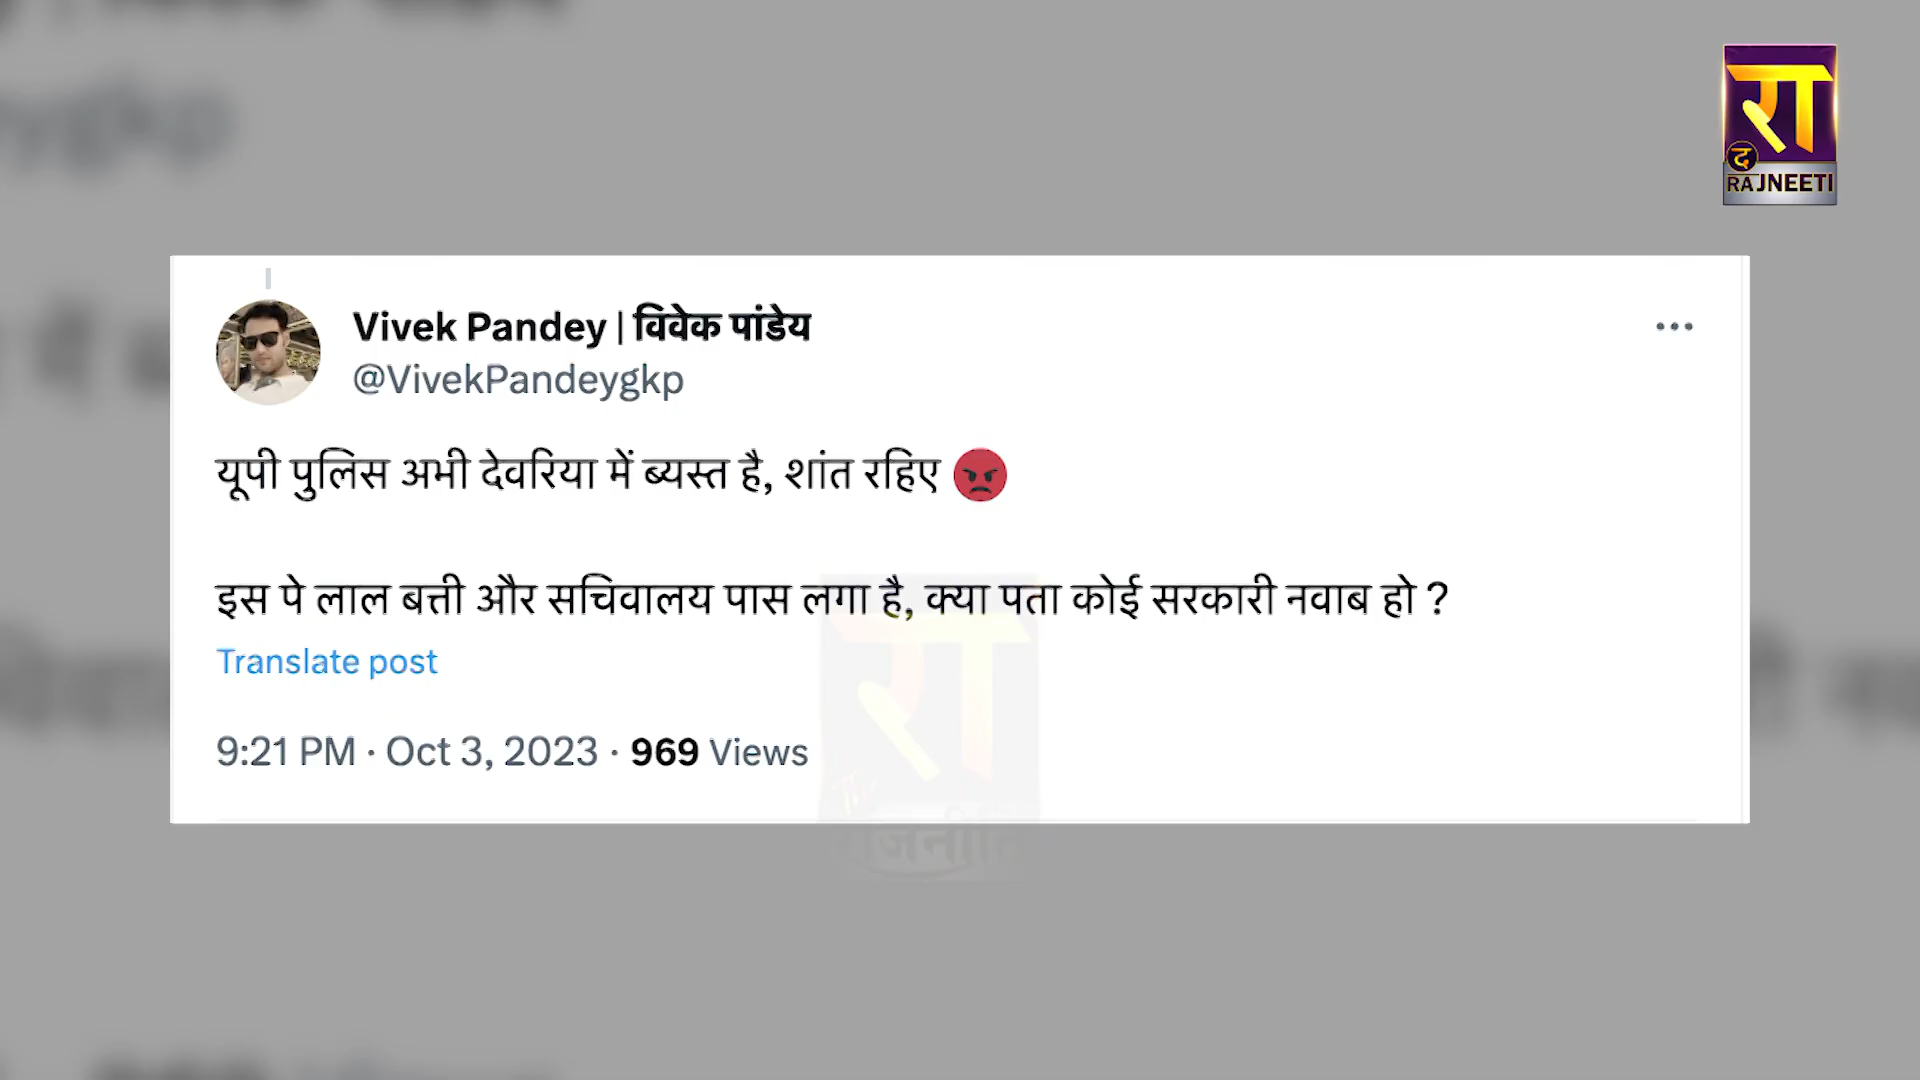 रा
द
RAJNEETI
Vivek Pandey | विवेक पांडेय
@VivekPandeygkp
यूपी पुलिस अभी देवरिया में ब्यस्त है, शांत रहिए 😡
इस पे लाल बत्ती और सचिवालय पास लगा है, क्या पता कोई सरकारी नवाब हो ?
Translate post
9:21 PM · Oct 3, 2023 · 969 Views